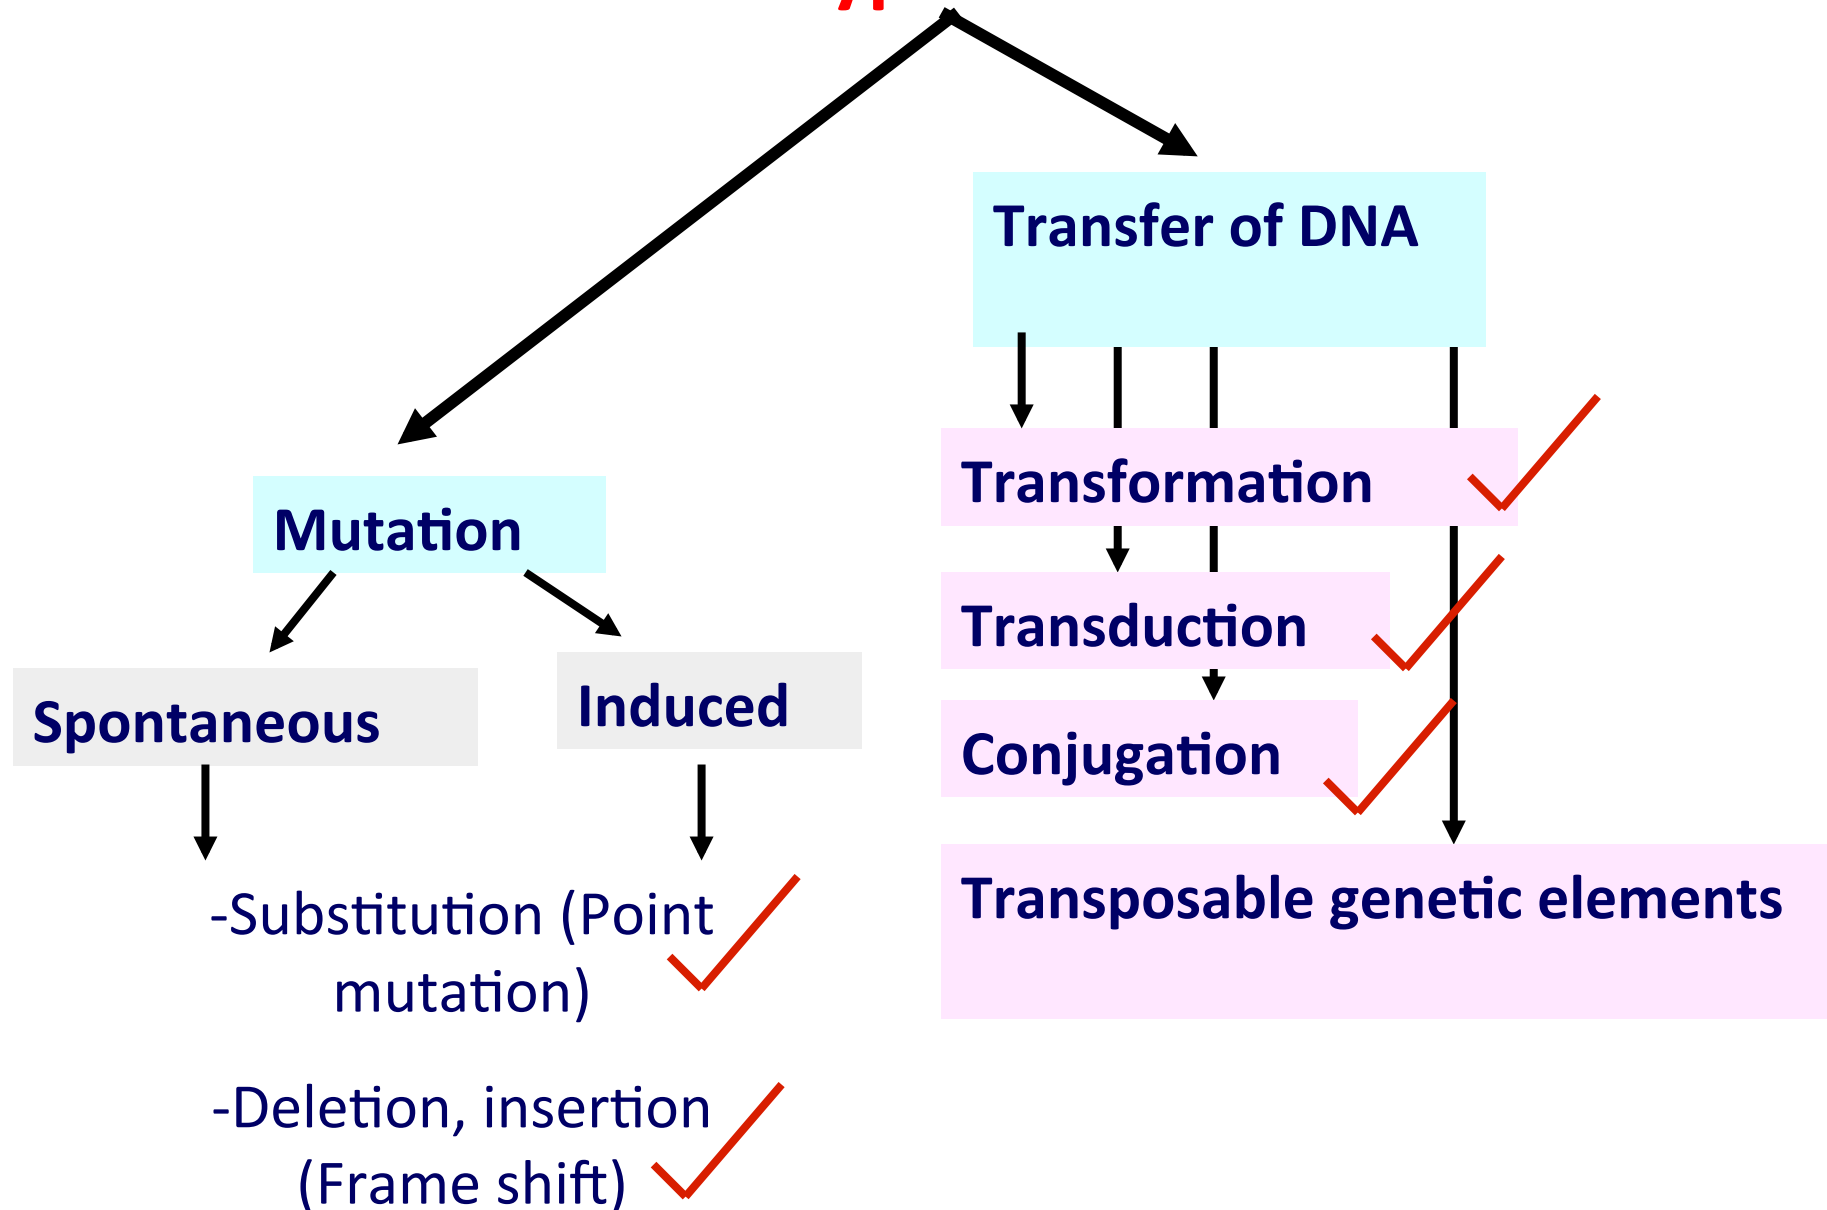 Transfer of DNA
Transformation
Mutation
Transduction
Spontaneous
Induced
Conjugation
Transposable genetic elements
-Substitution (Point
mutation)
-Deletion, insertion
(Frame shift)